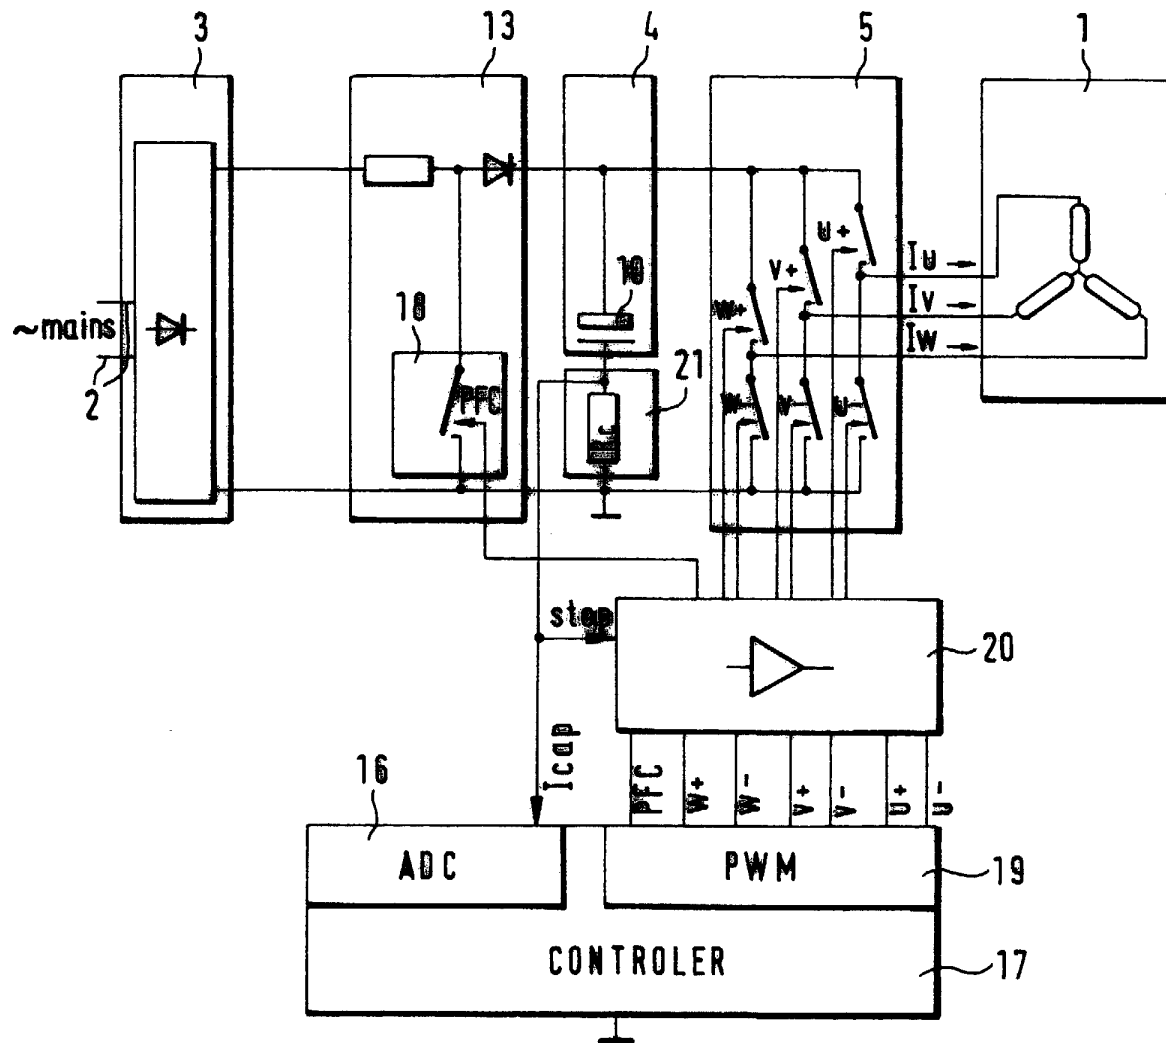 3
13
4
5
1
U+
V+
W+
IU
IV
IW
10
18
~mains
PFC
21
2
W-
V-
U-
Rc
stop
20
Icap
PFC
W+
W-
V+
V-
U+
U-
16
ADC
PWM
19
CONTROLER
17